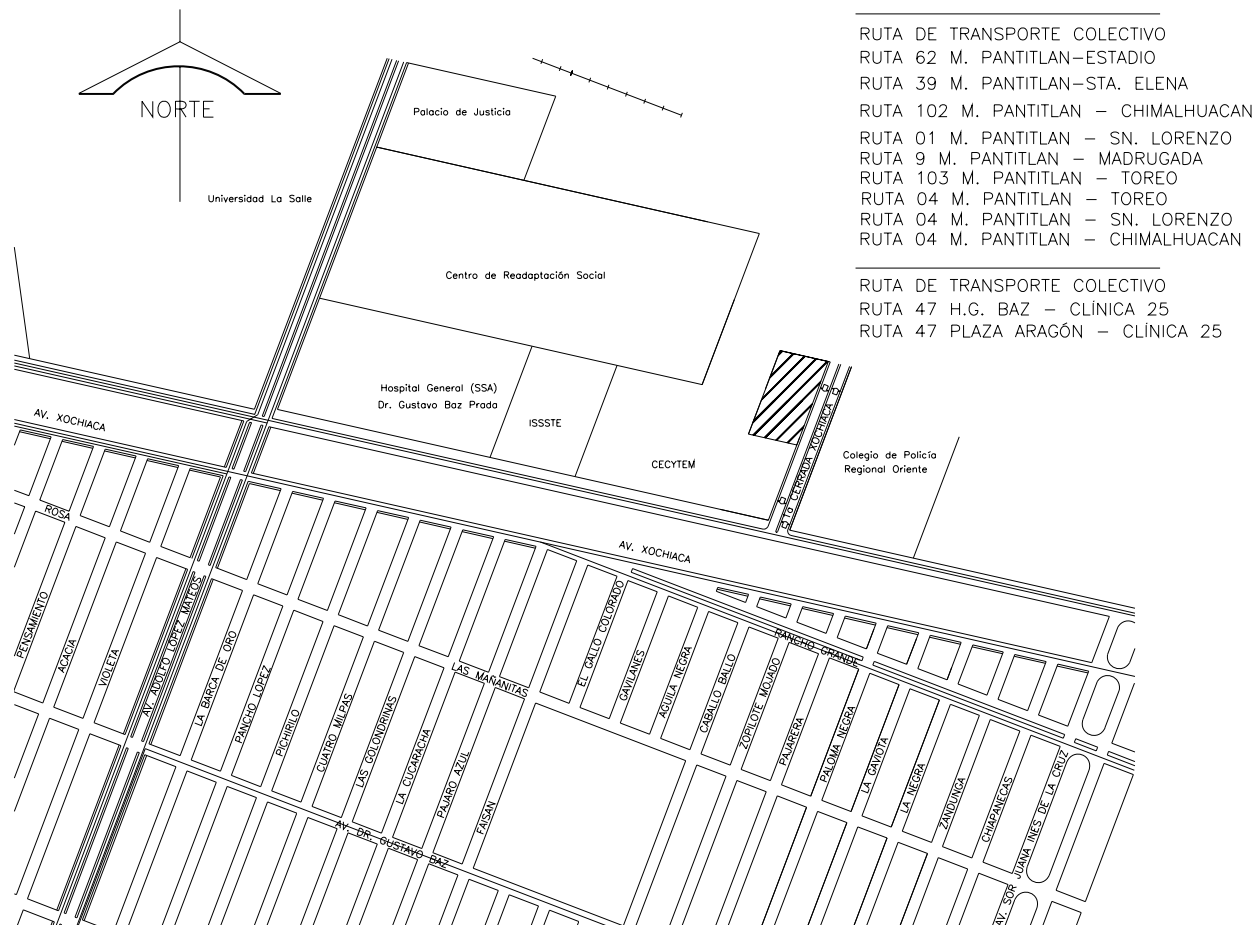 NORTE
RUTA DE TRANSPORTE COLECTIVO
RUTA 62 M. PANTITLAN-ESTADIO
RUTA 39 M. PANTITLAN-STA. ELENA
RUTA 102 M. PANTITLAN - CHIMALHUACAN
RUTA 01 M. PANTITLAN - SN. LORENZO
RUTA 9 M. PANTITLAN - MADRUGADA
RUTA 103 M. PANTITLAN - TOREO
RUTA 04 M. PANTITLAN - TOREO
RUTA 04 M. PANTITLAN - SN. LORENZO
RUTA 04 M. PANTITLAN - CHIMALHUACAN
RUTA DE TRANSPORTE COLECTIVO
RUTA 47 H.G. BAZ - CLÍNICA 25
RUTA 47 PLAZA ARAGÓN - CLÍNICA 25
Palacio de Justicia
Universidad La Salle
Centro de Readaptación Social
Hospital General (SSA)
Dr. Gustavo Baz Prada
ISSSTE
CECYTEM
1a CERRADA XOCHIACA
Colegio de Policía
Regional Oriente
AV. XOCHIACA
AV. XOCHIACA
ROSA
PENSAMIENTO
ACACIA
VIOLETA
AV. ADOLFO LOPEZ MATEOS
LA BARCA DE ORO
PANCHO LOPEZ
PICHIRILO
CUATRO MILPAS
LAS GOLONDRINAS
LA CUCARACHA
PAJARO AZUL
FAISAN
LAS MAÑANITAS
EL GALLO COLORADO
GAVILANES
AGUILA NEGRA
CABALLO BALLO
ZOPILOTE MOJADO
PAJARERA
PALOMA NEGRA
LA GAVIOTA
LA NEGRA
ZANDUNGA
CHIAPANECAS
AV. SOR JUANA INES DE LA CRUZ
RANCHO GRANDE
AV. DR. GUSTAVO BAZ